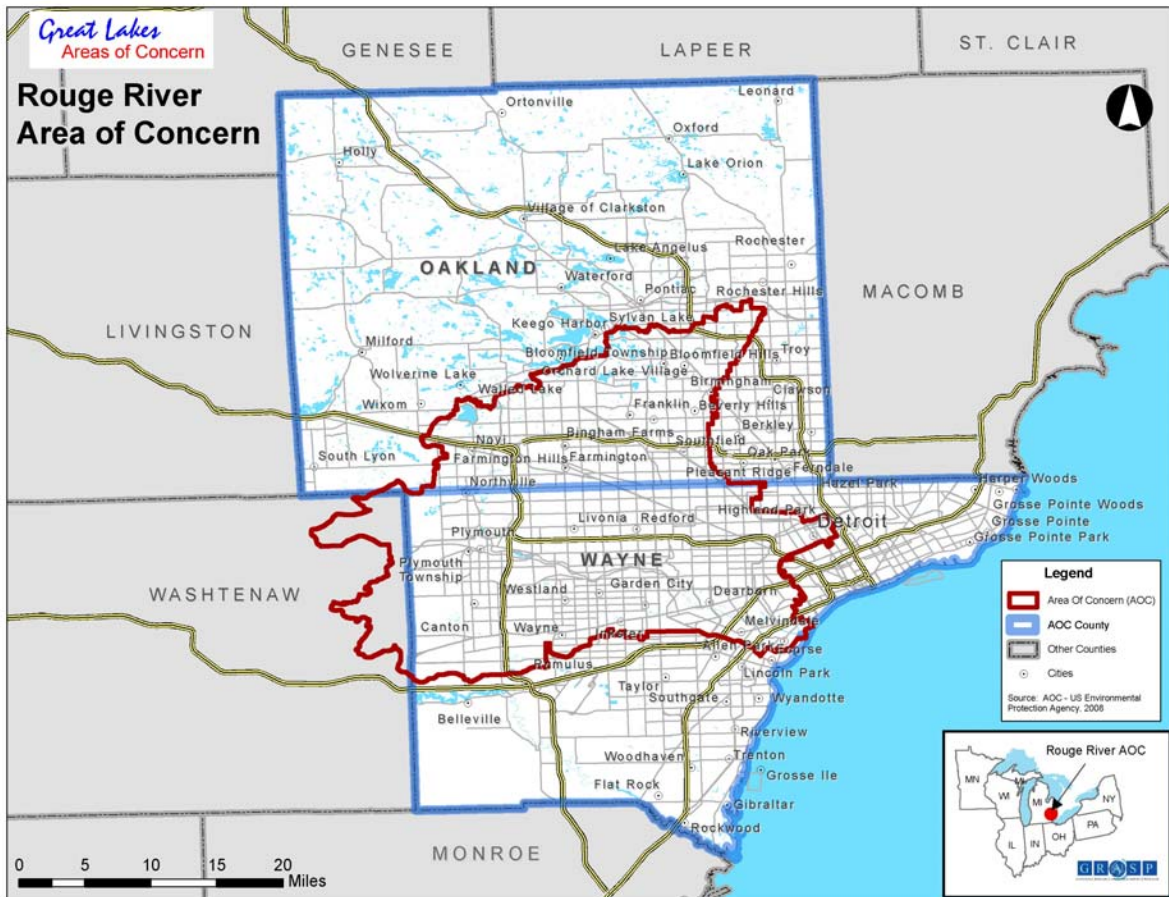 Great Lakes
Areas of Concern
Rouge River
Area of Concern
GENESEE
LAPEER
ST. CLAIR
Ortonville
Leonard
Oxford
Holly
Lake Orion
Village of Clarkston
Rochester
Lake Angelus
OAKLAND
Waterford
Pontiac
Rochester Hills
MACOMB
LIVINGSTON
Sylvan Lake
Keego Harbor
Milford
Bloomfield Township
Bloomfield Hills
Troy
Orchard Lake Village
Wolverine Lake
Birmingham
Walled Lake
Clawson
Wixom
Franklin
Beverly Hills
Berkley
Bingham Farms
Novi
Southfield
Oak Park
South Lyon
Farmington Hills
Farmington
Pleasant Ridge
Ferndale
Northville
Hazel Park
Harper Woods
Highland Park
Grosse Pointe Woods
Detroit
Grosse Pointe
Plymouth
Livonia
Redford
Grosse Pointe Park
WAYNE
Plymouth
Township
Garden City
WASHTENAW
Westland
Dearborn
Canton
Wayne
Inkster
Melvindale
Allen Park
Ecorse
Romulus
Lincoln Park
Taylor
Southgate
Wyandotte
Belleville
Riverview
Woodhaven
Trenton
Grosse Ile
Flat Rock
Gibraltar
Rockwood
MONROE
Legend
Area Of Concern (AOC)
AOC County
Other Counties
Cities
Source: AOC - US Environmental
Protection Agency, 2008
Rouge River AOC
MN
WI
MI
MI
NY
PA
IL
IN
OH
GRASP
0 5 10 15 20
Miles